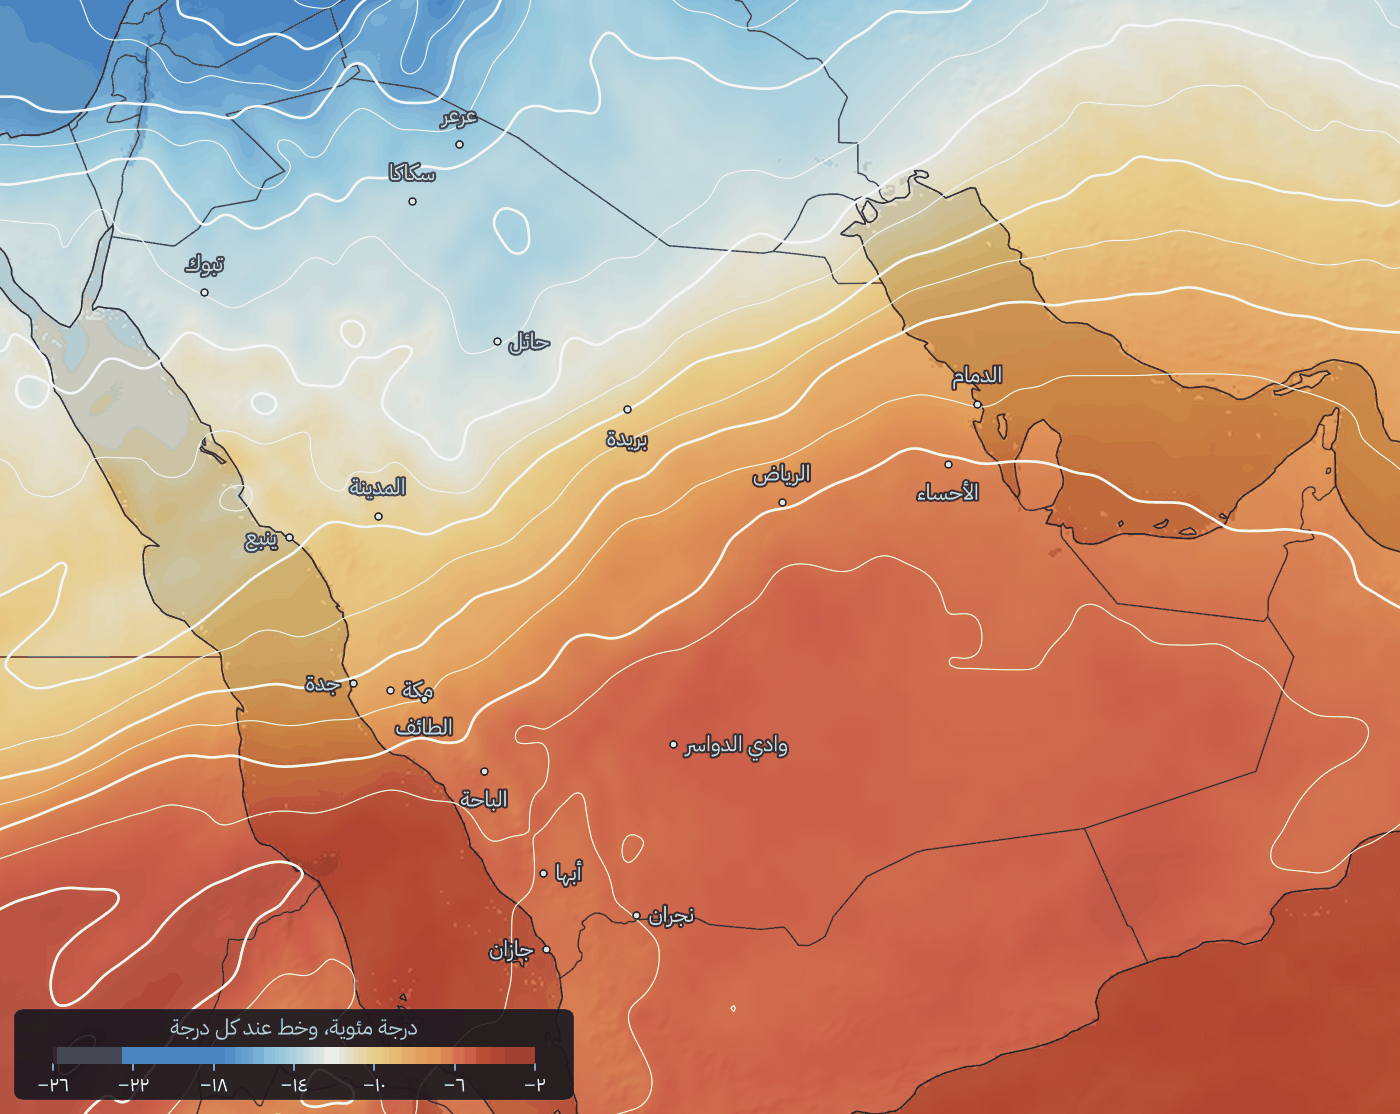 عرعر
سكاكا
تبوك
حائل
الدمام
بريدة
الرياض
المدينة
الأحساء
ينبع
جدة
مكة
الطائف
وادي الدواسر
الباحة
أبها
نجران
جازان
درجة مئوية، وخط عند كل درجة
−٢٦ −٢٢ −١٨ −١٤ −١٠ −٦ −٢